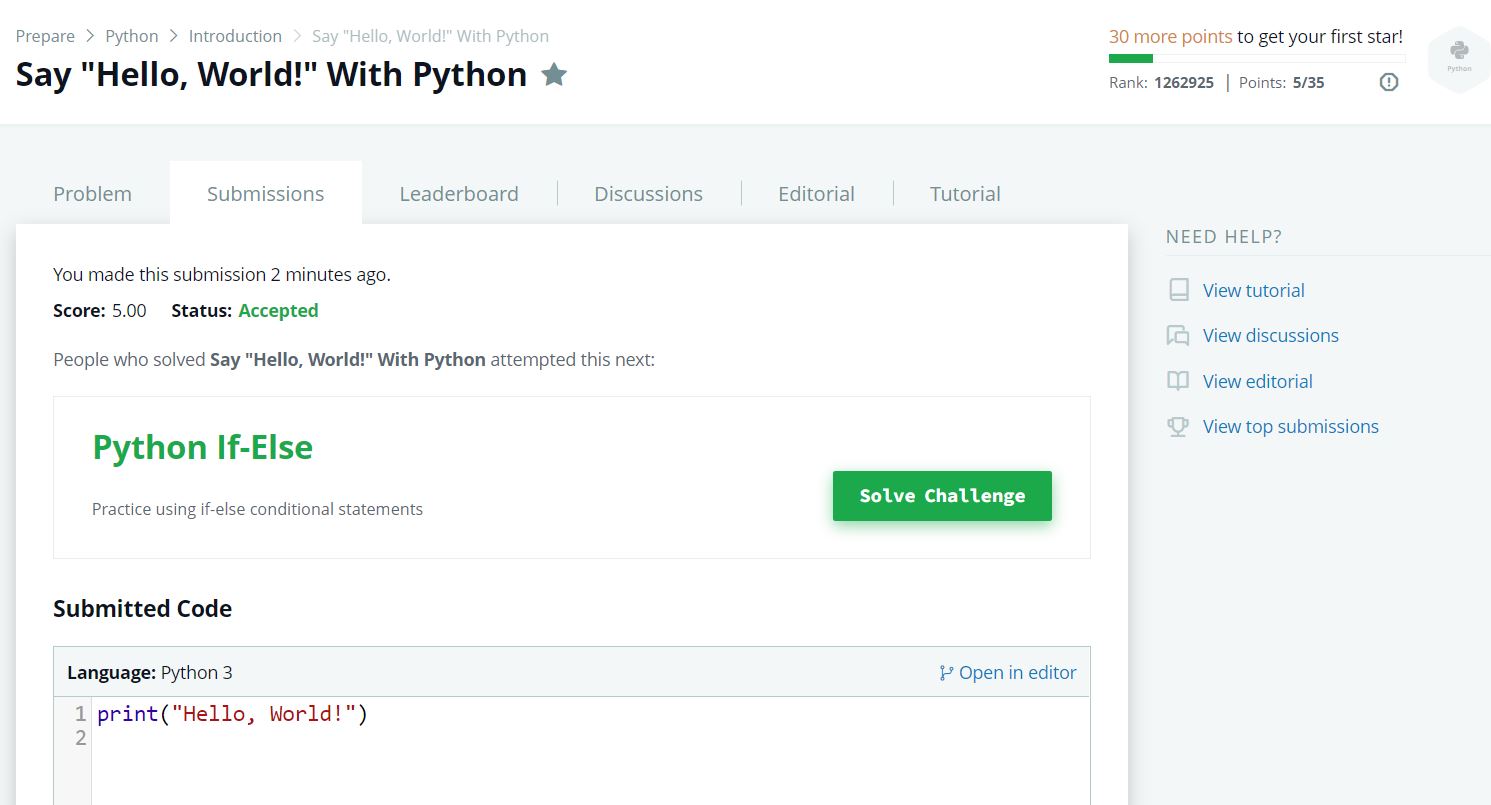 Prepare > Python > Introduction > Say "Hello, World!" With Python
Say "Hello, World!" With Python
30 more points to get your first star!
Rank: 1262925 | Points: 5/35
Python
Problem
Submissions
Leaderboard
Discussions
Editorial
Tutorial
You made this submission 2 minutes ago.
Score: 5.00 Status: Accepted
People who solved Say "Hello, World!" With Python attempted this next:
Python If-Else
Practice using if-else conditional statements
Solve Challenge
Submitted Code
Language: Python 3
Open in editor
1 print("Hello, World!")
2
NEED HELP?
View tutorial
View discussions
View editorial
View top submissions